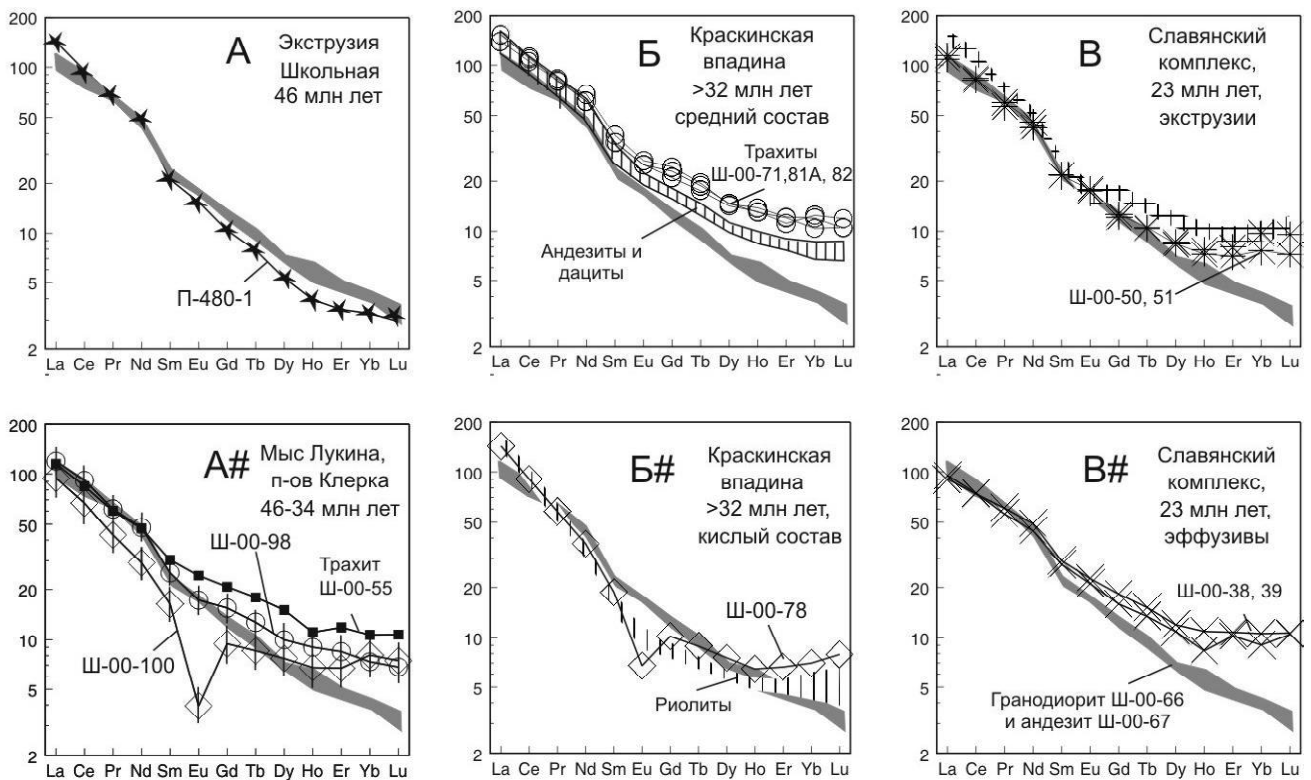 200
100
50
20
10
5
2
А
Экструзия
Школьная
46 млн лет
П-480-1
La Ce Pr Nd Sm Eu Gd Tb Dy Ho Er Yb Lu
200
100
50
20
10
5
2
Б
Краскинская
впадина
>32 млн лет
средний состав
Трахиты
Ш-00-71,81А, 82
Андезиты и
дациты
La Ce Pr Nd Sm Eu Gd Tb Dy Ho Er Yb Lu
200
100
50
20
10
5
2
В
Славянский
комплекс,
23 млн лет,
экструзии
Ш-00-50, 51
La Ce Pr Nd Sm Eu Gd Tb Dy Ho Er Yb Lu
200
100
50
20
10
5
2
А#
Мыс Лукина,
п-ов Клерка
46-34 млн лет
Ш-00-98
Трахит
Ш-00-55
Ш-00-100
La Ce Pr Nd Sm Eu Gd Tb Dy Ho Er Yb Lu
200
100
50
20
10
5
2
Б#
Краскинская
впадина
>32 млн лет,
кислый состав
Ш-00-78
Риолиты
La Ce Pr Nd Sm Eu Gd Tb Dy Ho Er Yb Lu
200
100
50
20
10
5
2
В#
Славянский
комплекс,
23 млн лет,
эффузивы
Ш-00-38, 39
Гранодиорит Ш-00-66
и андезит Ш-00-67
La Ce Pr Nd Sm Eu Gd Tb Dy Ho Er Yb Lu